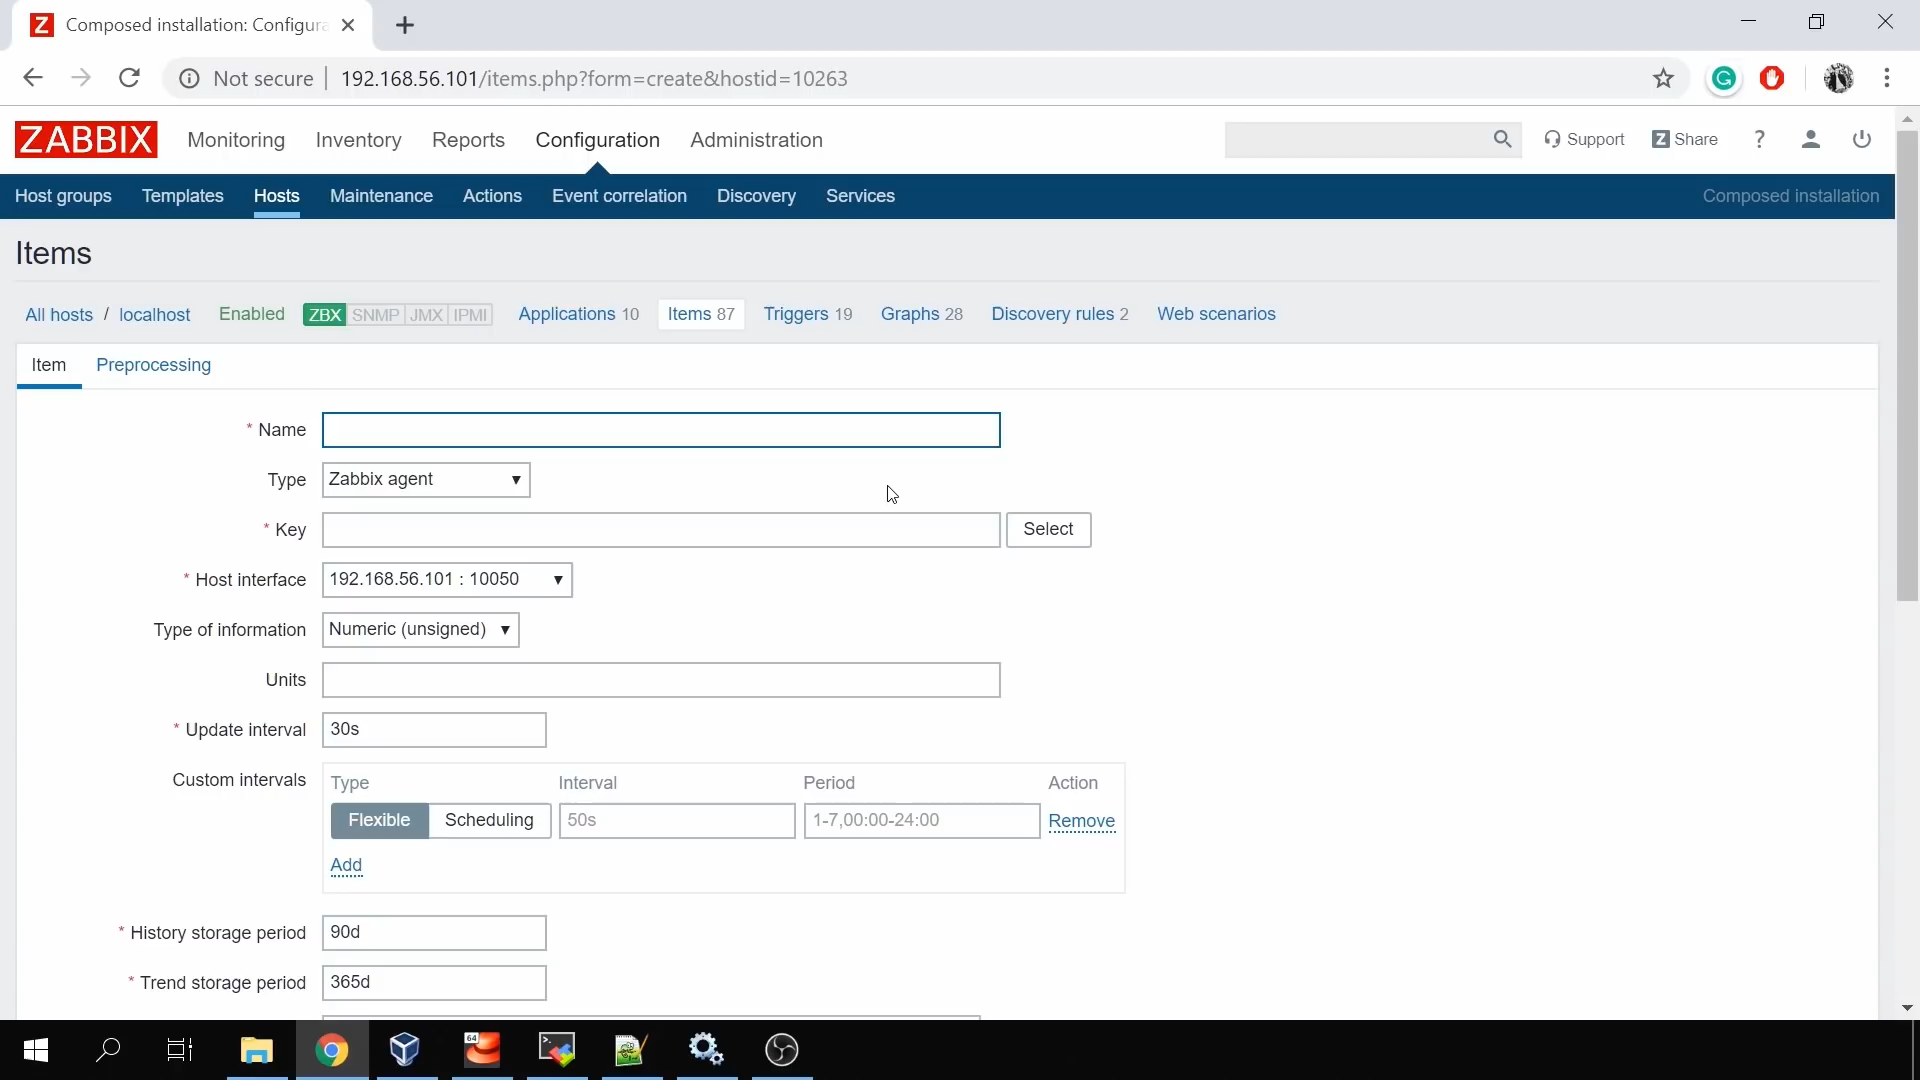 Z Composed installation: Configura
Not secure | 192.168.56.101/items.php?form=create&hostid=10263
ZABBIX Monitoring Inventory Reports Configuration Administration Support Z Share ?
Host groups Templates Hosts Maintenance Actions Event correlation Discovery Services Composed installation
Items
All hosts / localhost Enabled ZBX SNMP JMX IPMI Applications 10 Items 87 Triggers 19 Graphs 28 Discovery rules 2 Web scenarios
Item Preprocessing
* Name
Type Zabbix agent
* Key Select
* Host interface 192.168.56.101 : 10050
Type of information Numeric (unsigned)
Units
* Update interval 30s
Custom intervals Type Interval Period Action
Flexible Scheduling 50s 1-7,00:00-24:00 Remove
Add
* History storage period 90d
* Trend storage period 365d
64